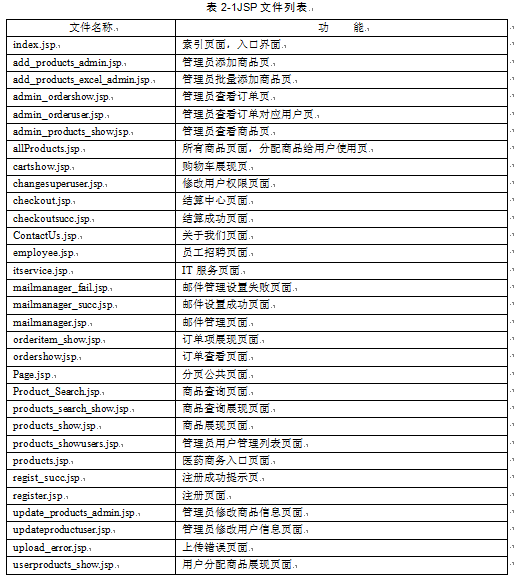 表 2-1JSP 文件列表
文件名称 功 能
index.jsp 索引页面，入口界面
add_products_admin.jsp 管理员添加商品页
add_products_excel_admin.jsp 管理员批量添加商品页
admin_ordershow.jsp 管理员查看订单页
admin_orderuser.jsp 管理员查看订单对应用户页
admin_products_show.jsp 管理员查看商品页
allProducts.jsp 所有商品页面，分配商品给用户使用页
cartshow.jsp 购物车展现页
changesuperuser.jsp 修改用户权限页面
checkout.jsp 结算中心页面
checkoutsucc.jsp 结算成功页面
ContactUs.jsp 关于我们页面
employee.jsp 员工招聘页面
itservice.jsp IT 服务页面
mailmanager_fail.jsp 邮件管理设置失败页面
mailmanager_succ.jsp 邮件设置成功页面
mailmanager.jsp 邮件管理页面
orderitem_show.jsp 订单项展现页面
ordershow.jsp 订单查看页面
Page.jsp 分页公共页面
Product_Search.jsp 商品查询页面
products_search_show.jsp 商品查询展现页面
products_show.jsp 商品展现页面
products_showusers.jsp 管理员用户管理列表页面
products.jsp 医药商务入口页面
regist_succ.jsp 注册成功提示页
register.jsp 注册页面
update_products_admin.jsp 管理员修改商品信息页面
updateproductuser.jsp 管理员修改用户信息页面
upload_error.jsp 上传错误页面
userproducts_show.jsp 用户分配商品展现页面